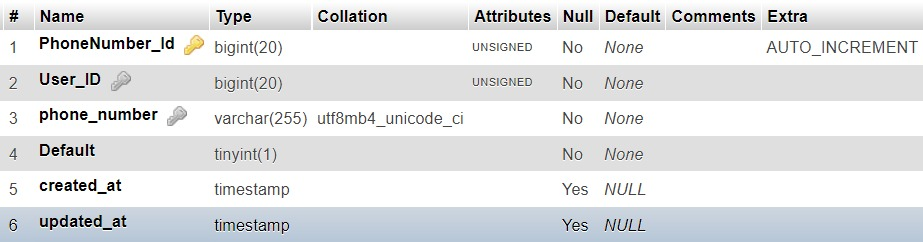 # Name Type Collation Attributes Null Default Comments Extra
1 PhoneNumber_Id bigint(20) UNSIGNED No None AUTO_INCREMENT
2 User_ID bigint(20) UNSIGNED No None
3 phone_number varchar(255) utf8mb4_unicode_ci No None
4 Default tinyint(1) No None
5 created_at timestamp Yes NULL
6 updated_at timestamp Yes NULL